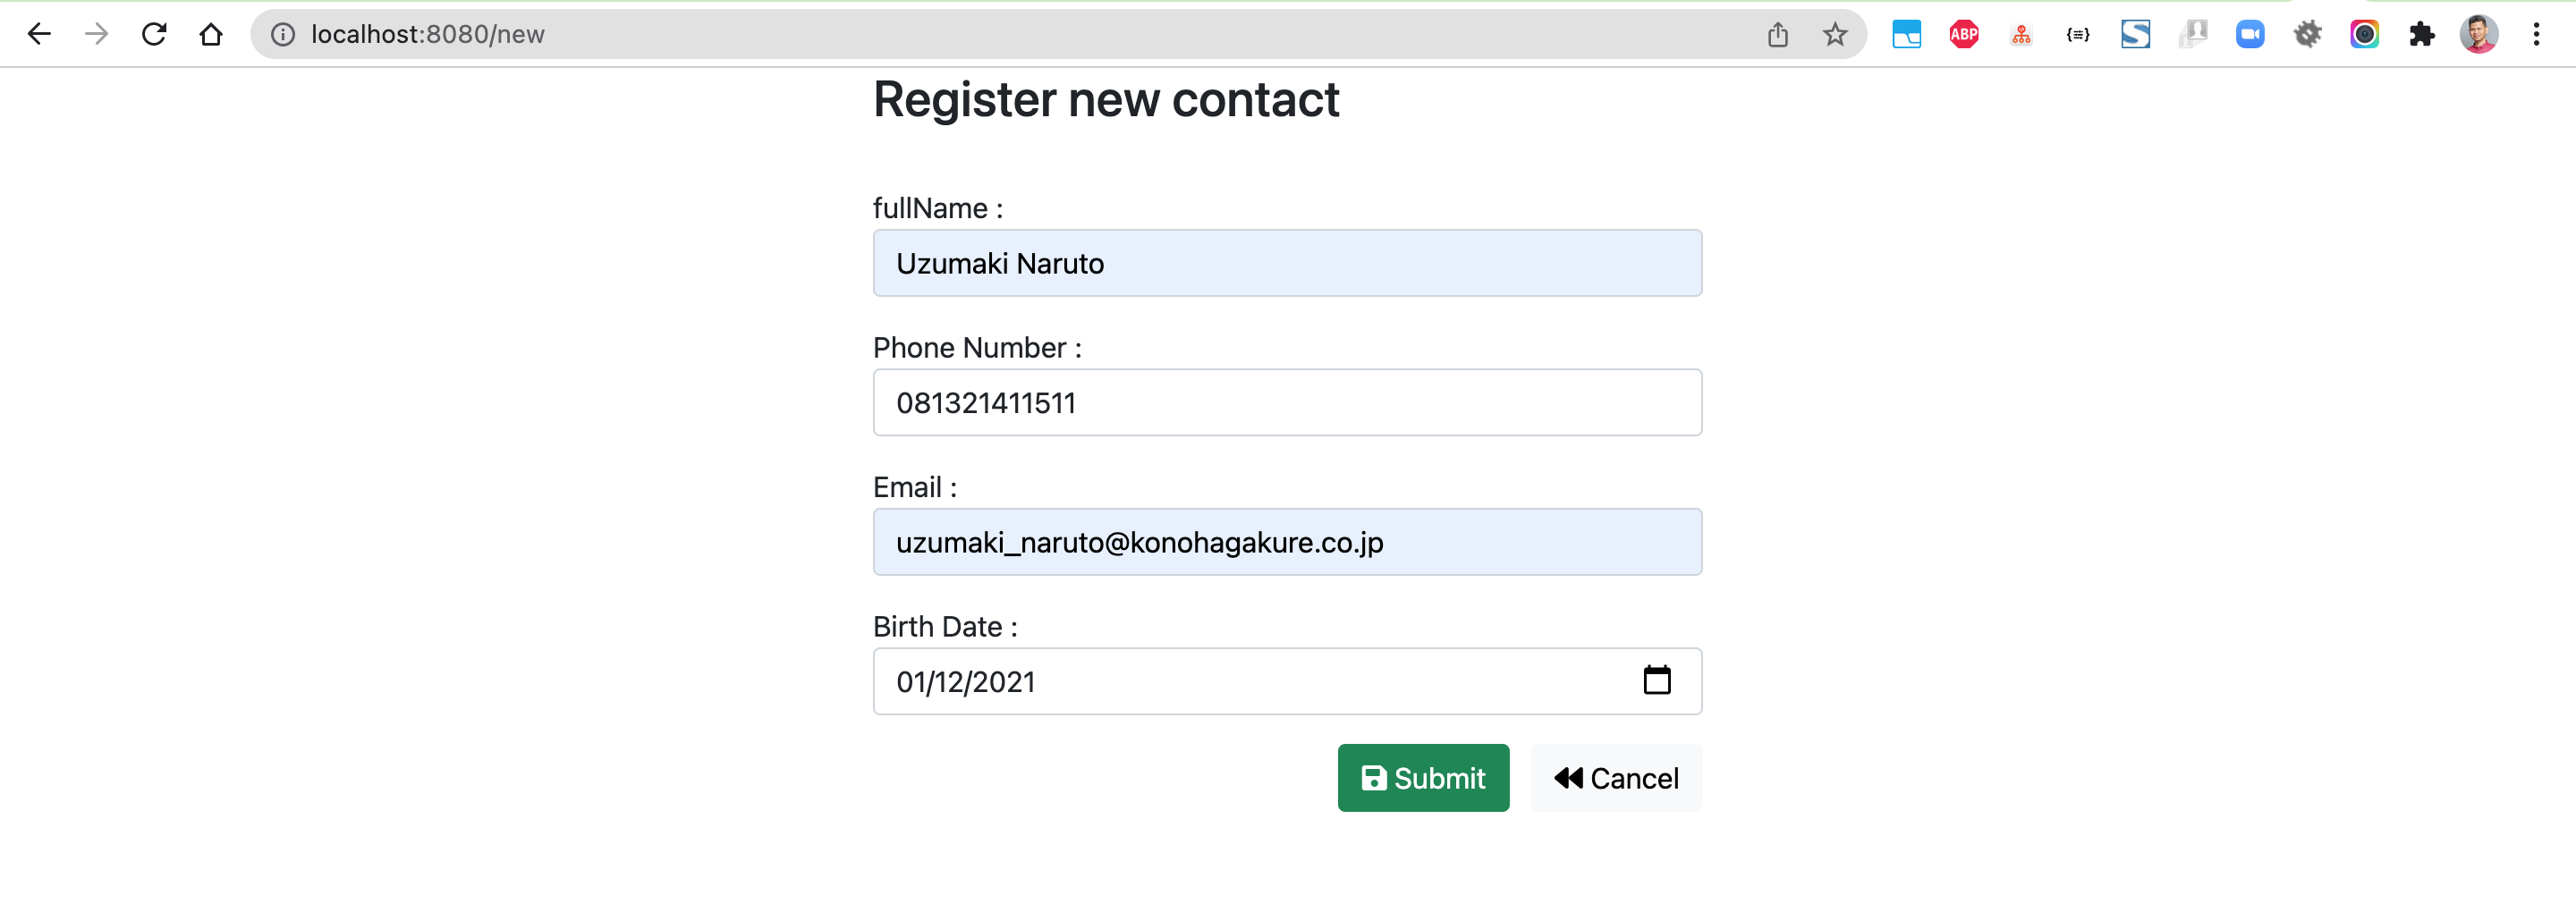 localhost:8080/new
ABP
Register new contact
fullName :
Uzumaki Naruto
Phone Number :
081321411511
Email :
uzumaki_naruto@konohagakure.co.jp
Birth Date :
01/12/2021
Submit
Cancel